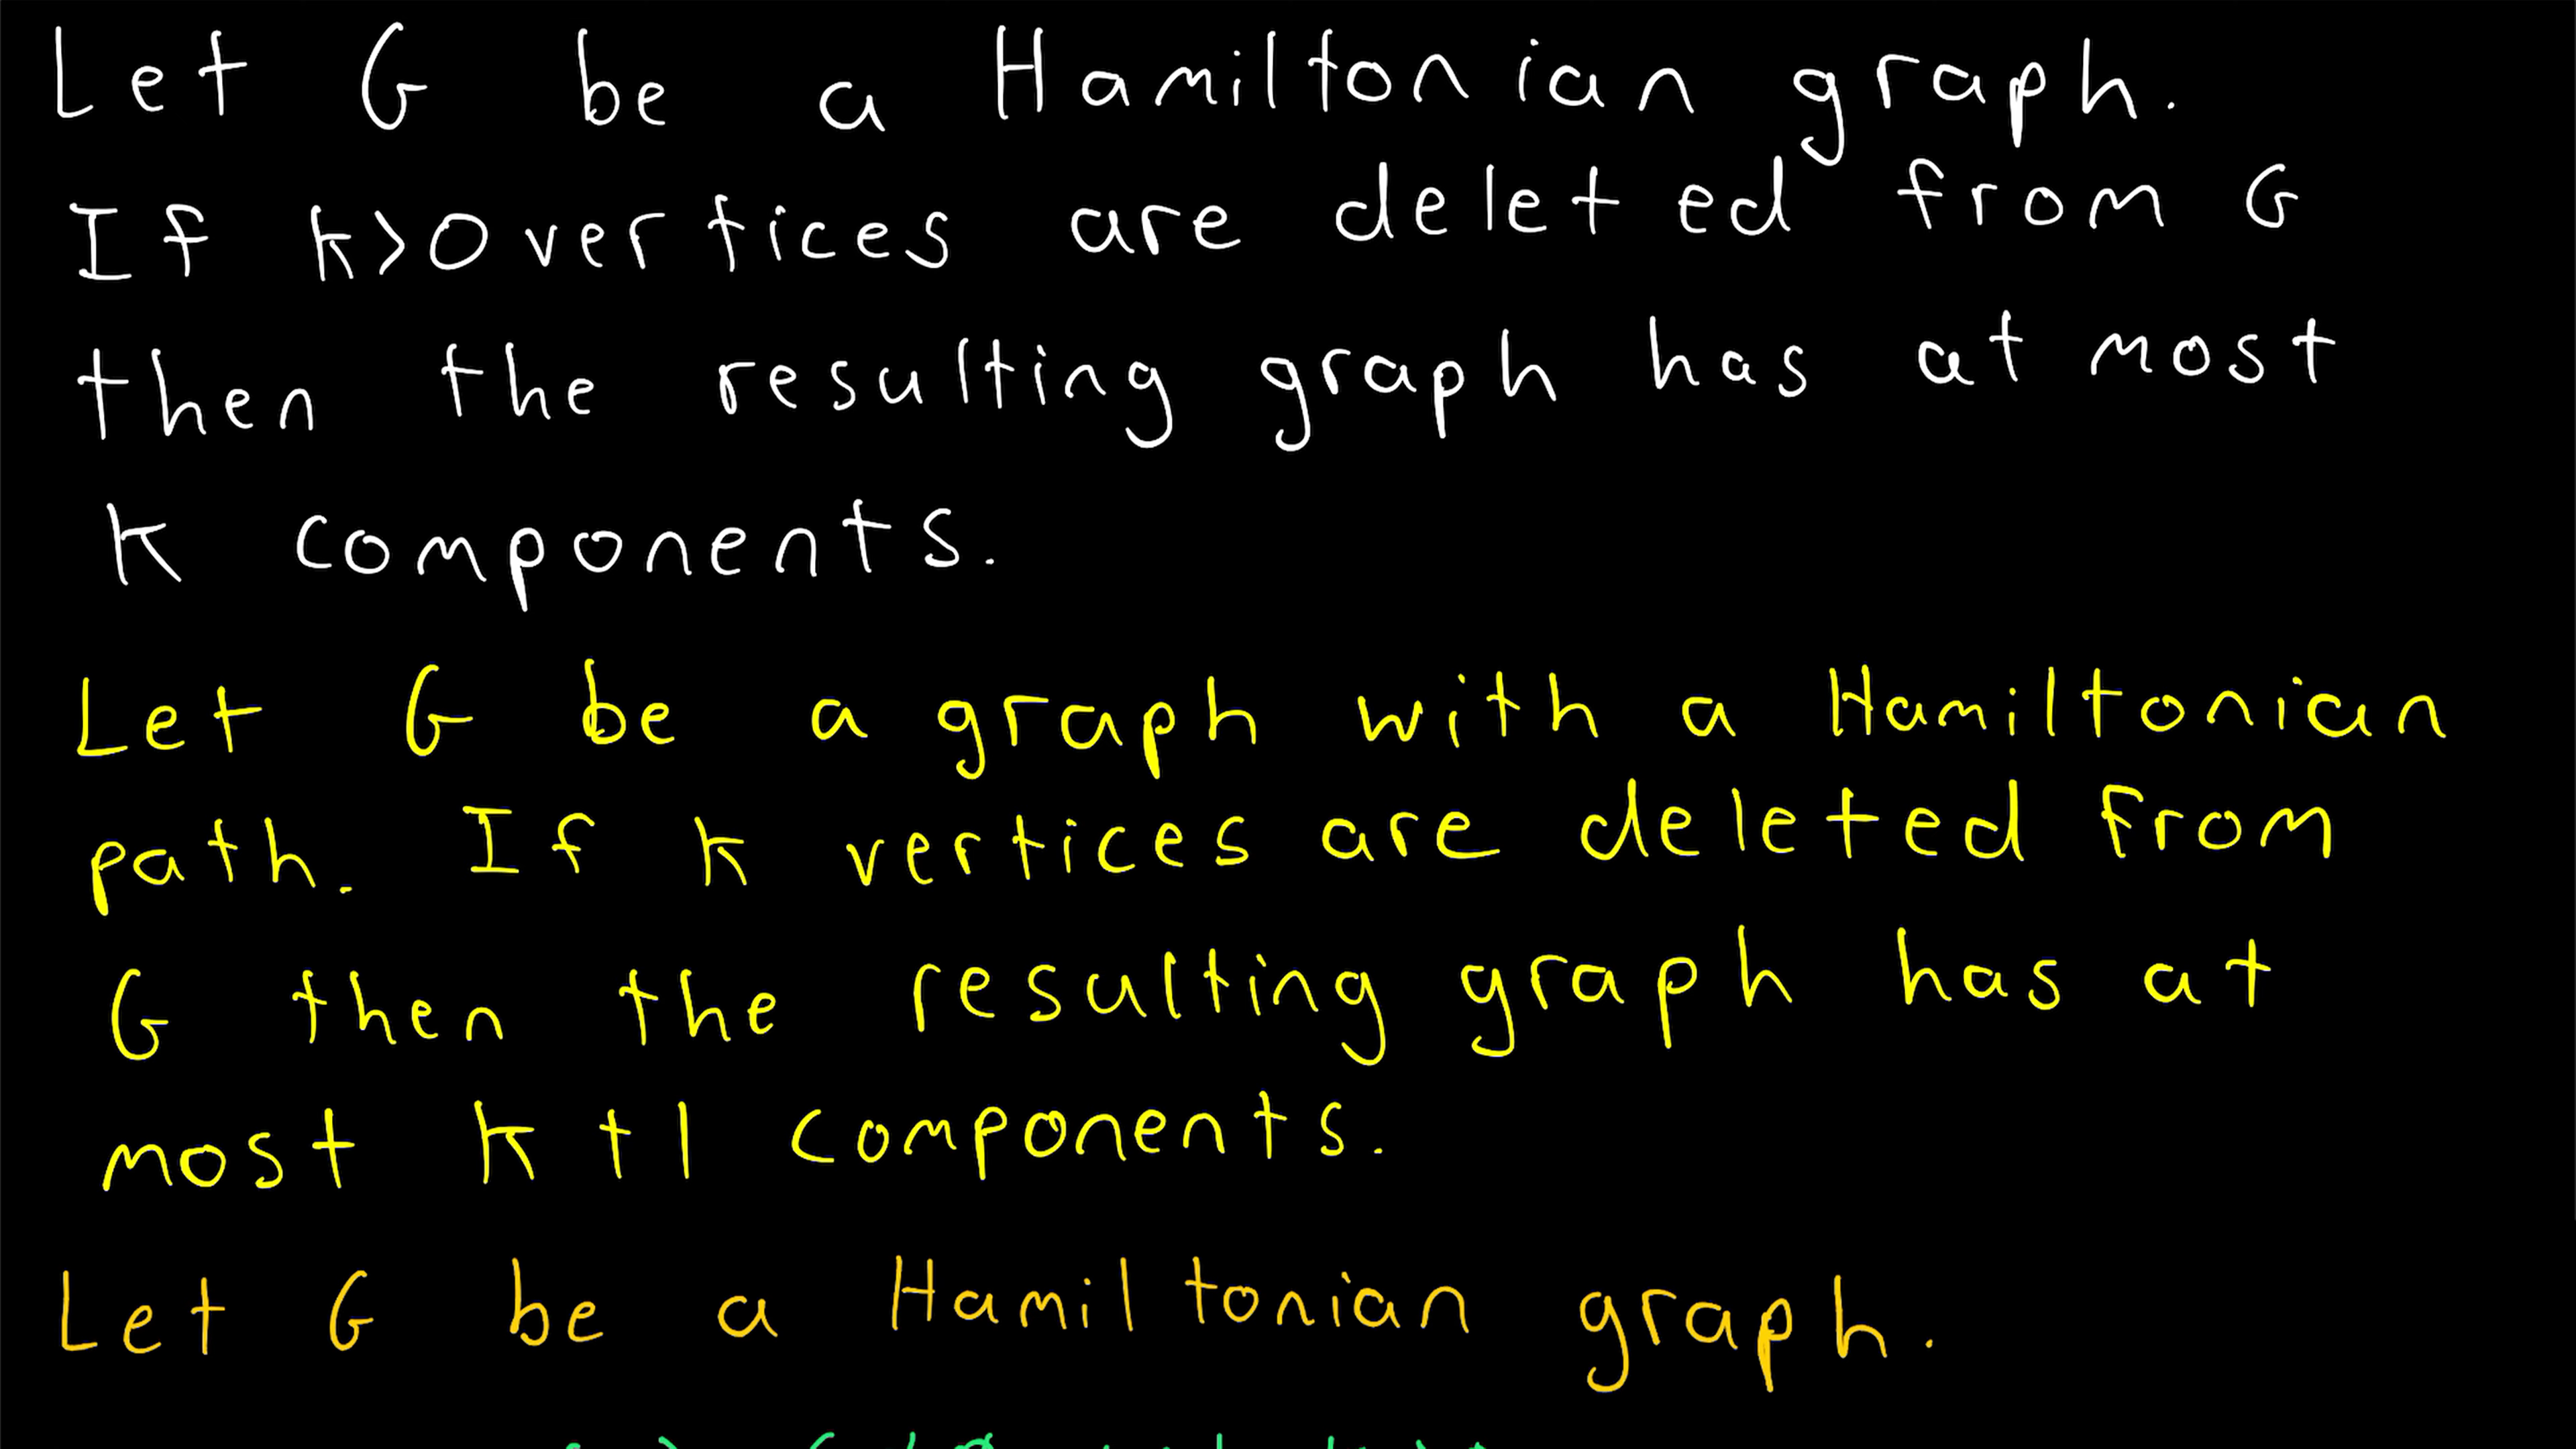 Let G be a Hamiltonian graph.
If k>0 vertices are deleted from G
then the resulting graph has at most
k components.
Let G be a graph with a Hamiltonian
path. If k vertices are deleted from
G then the resulting graph has at
most k+1 components.
Let G be a Hamiltonian graph.